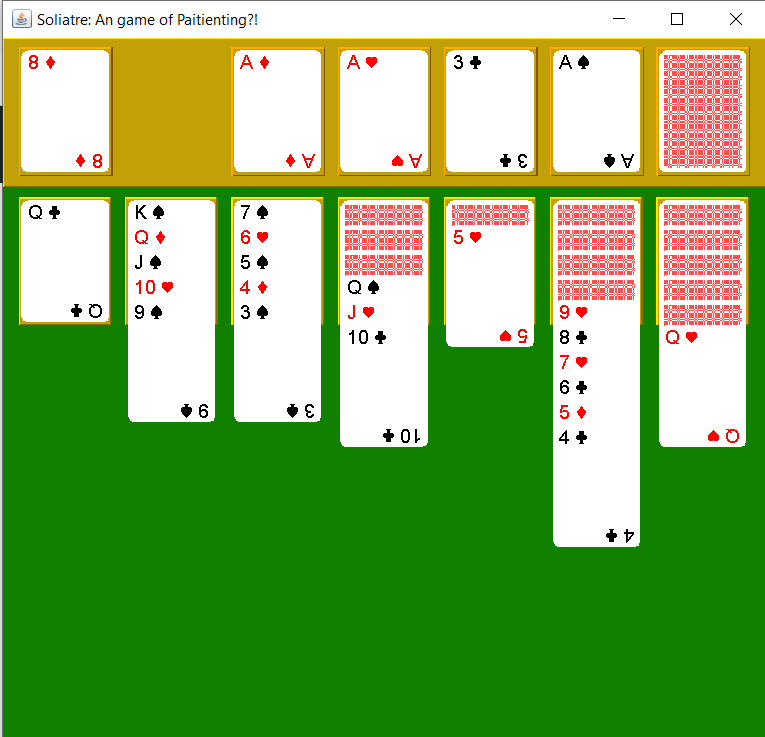 Soliatre: An game of Paitienting?!
8♦ A♦ A♥ 3♣ A♠
8♦ A♦ A♥ 3♣ A♠
Q♣ K♠ 7♠ 5♥ Q♥
Q♦ 6♥
J♠ 5♠
10♥ 4♦ Q♠
9♠ 3♠ J♥ 9♥
10♣ 8♣
7♥
6♣
5♦
4♣
Q♣ 9♠ 3♠ 10♣ 5♥ 4♣ Q♥